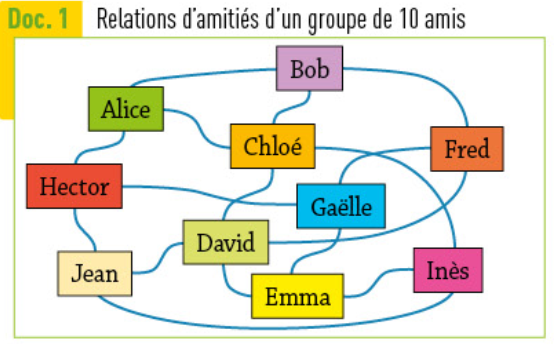 Doc. 1 Relations d'amitiés d'un groupe de 10 amis
Bob
Alice
Chloé
Fred
Hector
Gaëlle
David
Jean
Inès
Emma